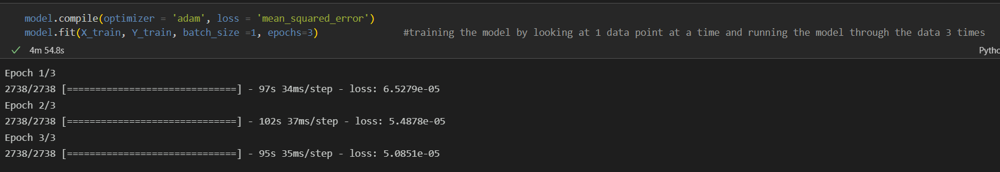 model.compile(optimizer = 'adam', loss = 'mean_squared_error')
model.fit(X_train, Y_train, batch_size =1, epochs=3) #training the model by looking at 1 data point at a time and running the model through the data 3 times
4m 54.8s
Epoch 1/3
2738/2738 [==============================] - 97s 34ms/step - loss: 6.5279e-05
Epoch 2/3
2738/2738 [==============================] - 102s 37ms/step - loss: 5.4878e-05
Epoch 3/3
2738/2738 [==============================] - 95s 35ms/step - loss: 5.0851e-05